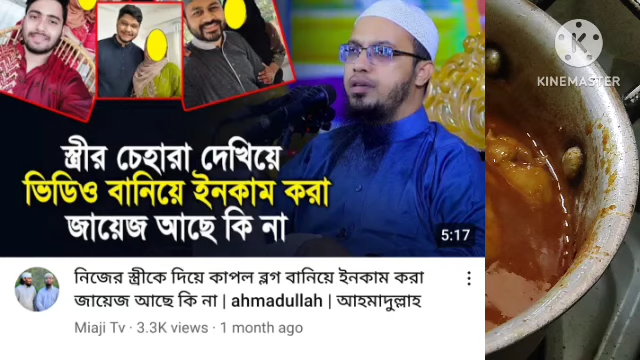 KINEMASTER
স্ত্রীর চেহারা দেখিয়ে
ভিডিও বানিয়ে ইনকাম করা
জায়েজ আছে কি না
5:17
নিজের স্ত্রীকে দিয়ে কাপল ব্লগ বানিয়ে ইনকাম করা
জায়েজ আছে কি না | ahmadullah | আহমাদুল্লাহ
Miaji Tv · 3.3K views · 1 month ago